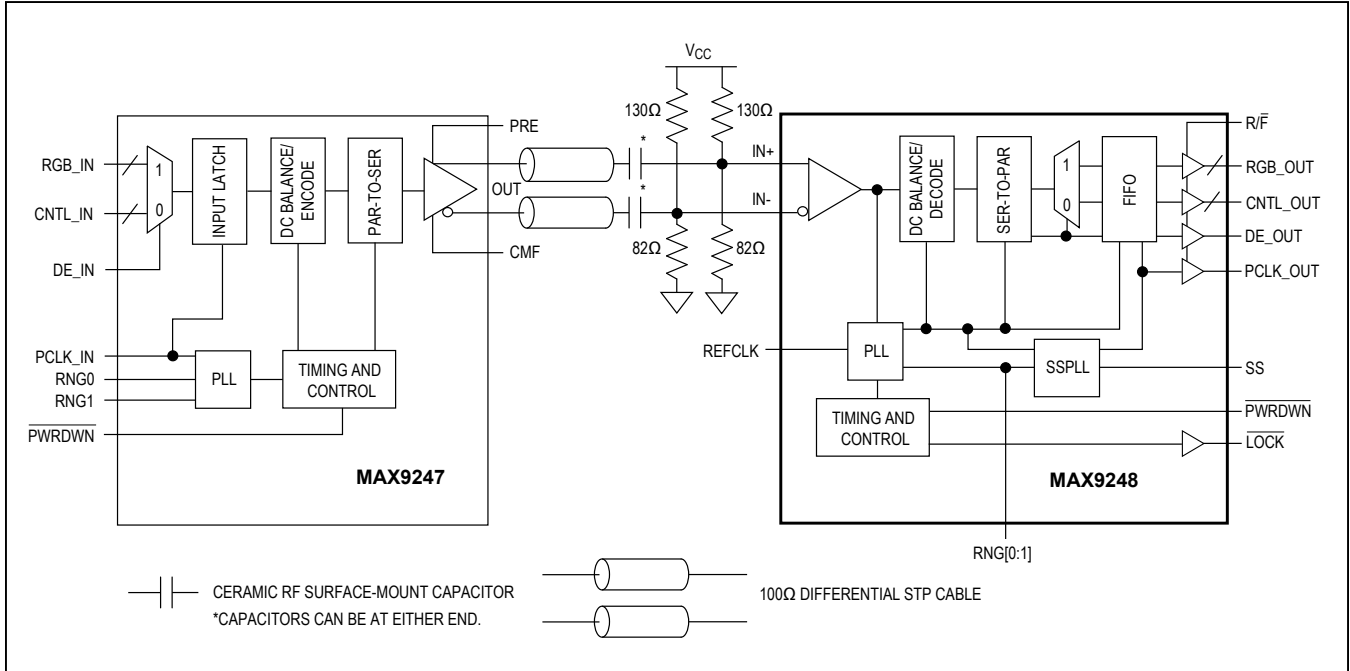 VCC
130Ω
130Ω
*
*
PRE
OUT
CMF
82Ω
82Ω
RGB_IN
CNTL_IN
DE_IN
PCLK_IN
RNG0
RNG1
PWRDWN
1
0
INPUT LATCH
DC BALANCE/
ENCODE
PAR-TO-SER
PLL
TIMING AND
CONTROL
MAX9247
IN+
IN-
REFCLK
DC BALANCE/
DECODE
SER-TO-PAR
1
0
FIFO
PLL
SSPLL
TIMING AND
CONTROL
MAX9248
R/F
RGB_OUT
CNTL_OUT
DE_OUT
PCLK_OUT
SS
PWRDWN
LOCK
RNG[0:1]
CERAMIC RF SURFACE-MOUNT CAPACITOR
*CAPACITORS CAN BE AT EITHER END.
100Ω DIFFERENTIAL STP CABLE